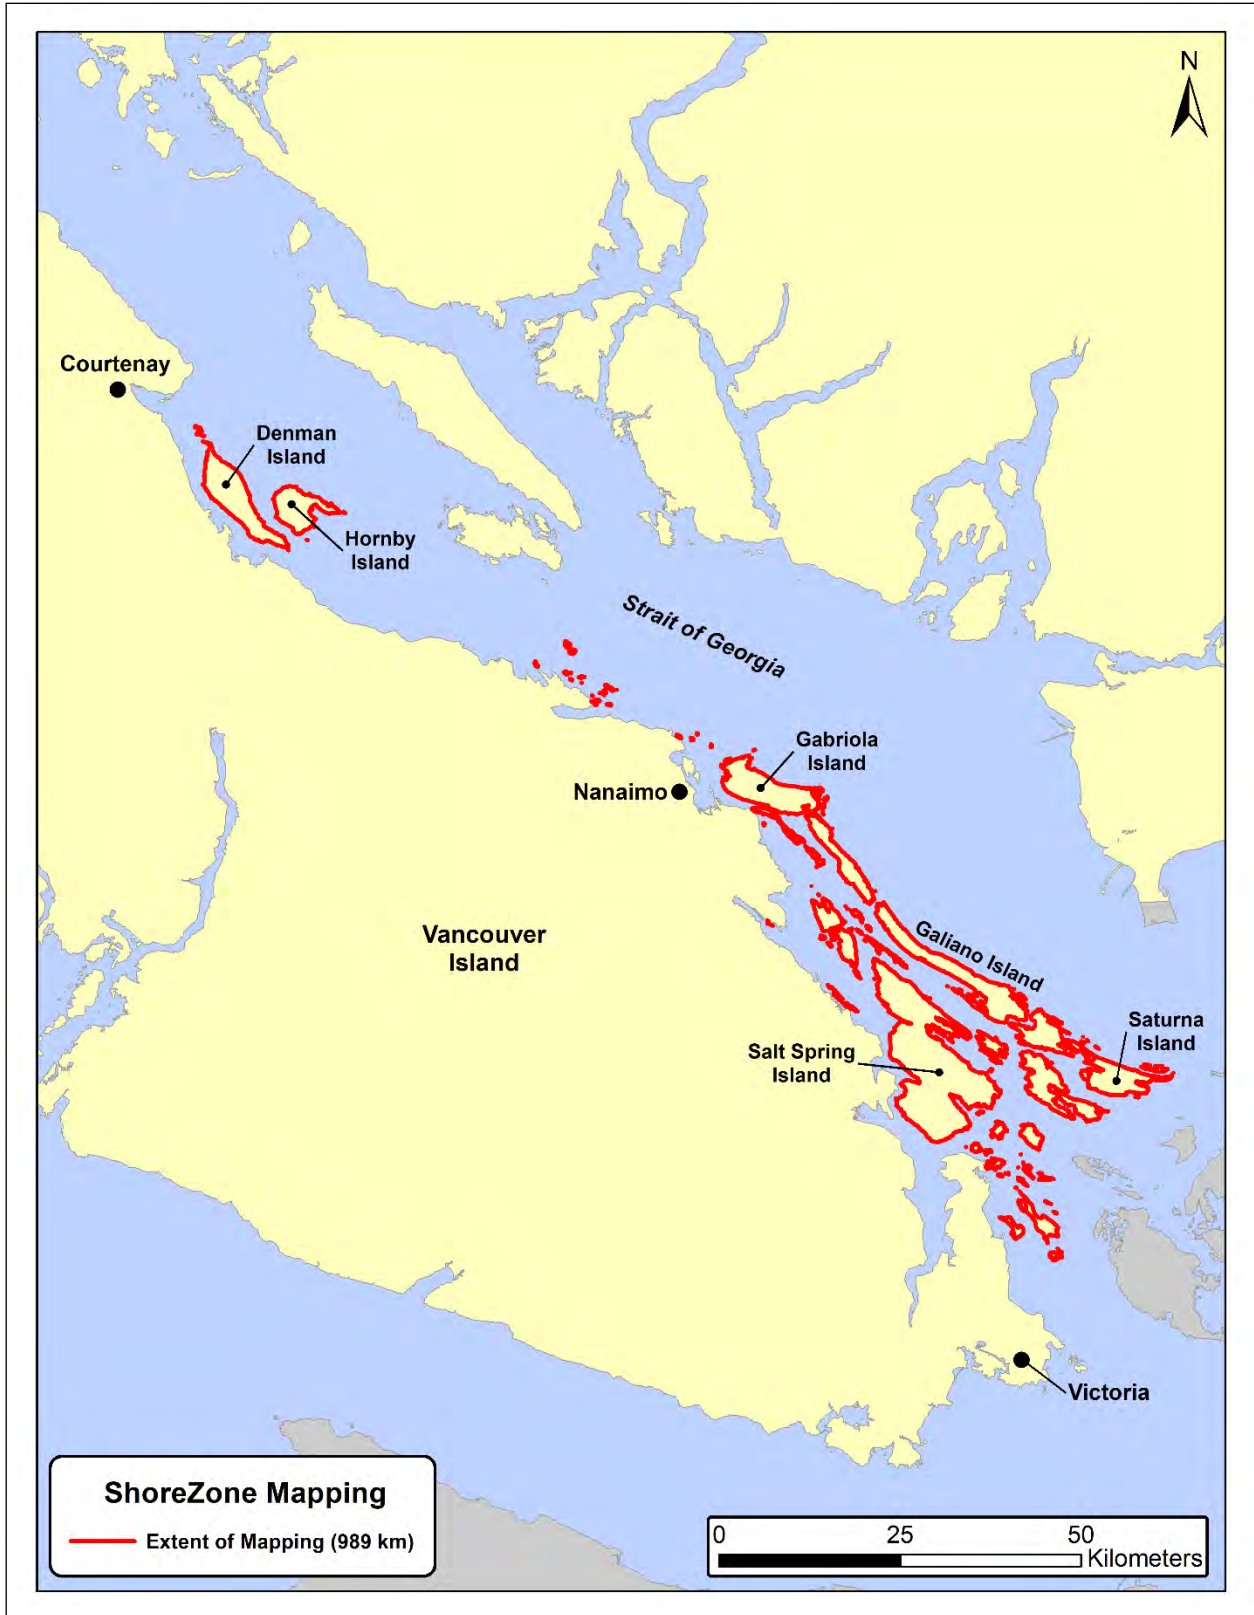 N
Courtenay
Denman
Island
Hornby
Island
Strait of Georgia
Gabriola
Island
Nanaimo
Vancouver
Island
Galiano Island
Saturna
Island
Salt Spring
Island
Victoria
ShoreZone Mapping
Extent of Mapping (989 km)
0 25 50
Kilometers